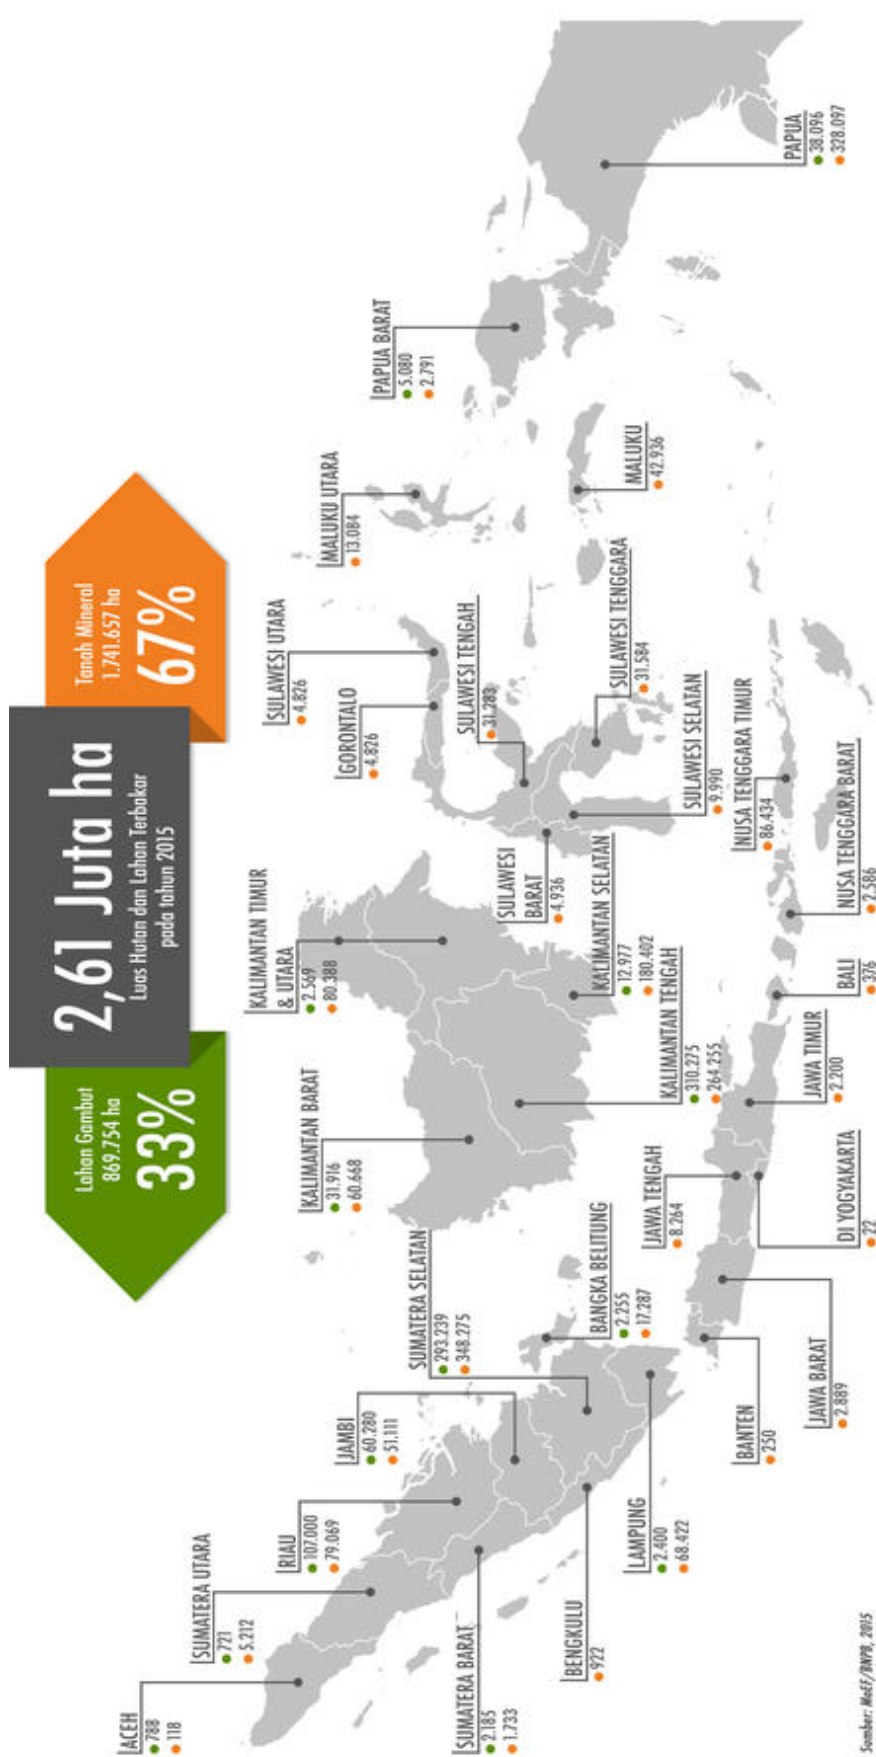 2,61 Juta ha
Luas Hutan dan Lahan Terbakar
pada tahun 2015
Lahan Gambut
869.754 ha
33%
Tanah Mineral
1.741.657 ha
67%
ACEH
788
118
SUMATERA UTARA
721
5.212
RIAU
107.000
79.069
JAMBI
60.280
51.111
SUMATERA SELATAN
293.239
348.275
SUMATERA BARAT
2.185
1.733
BENGKULU
922
LAMPUNG
2.400
68.422
BANGKA BELITUNG
2.255
17.287
BANTEN
250
JAWA BARAT
2.889
JAWA TENGAH
8.264
DI YOGYAKARTA
22
JAWA TIMUR
2.200
BALI
376
NUSA TENGGARA BARAT
2.586
NUSA TENGGARA TIMUR
86.434
KALIMANTAN BARAT
31.916
60.668
KALIMANTAN TIMUR
& UTARA
2.569
80.388
KALIMANTAN TENGAH
310.275
264.255
KALIMANTAN SELATAN
12.977
180.402
SULAWESI
BARAT
4.936
SULAWESI SELATAN
9.990
SULAWESI TENGGARA
31.584
SULAWESI TENGAH
31.283
GORONTALO
4.826
SULAWESI UTARA
4.826
MALUKU UTARA
13.084
MALUKU
42.936
PAPUA BARAT
5.080
2.791
PAPUA
38.096
328.097
Sumber: MoEF/BNPB, 2015